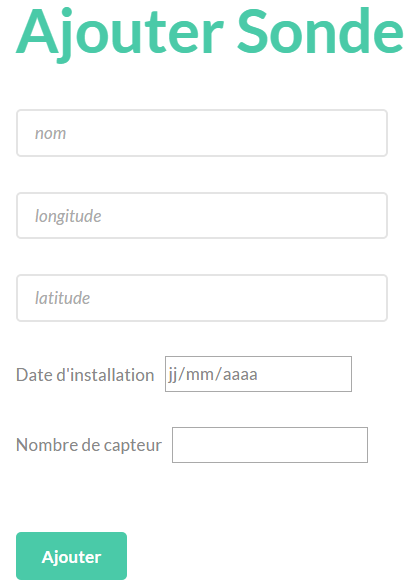 Ajouter Sonde
nom
longitude
latitude
Date d'installation jj/mm/aaaa
Nombre de capteur
Ajouter